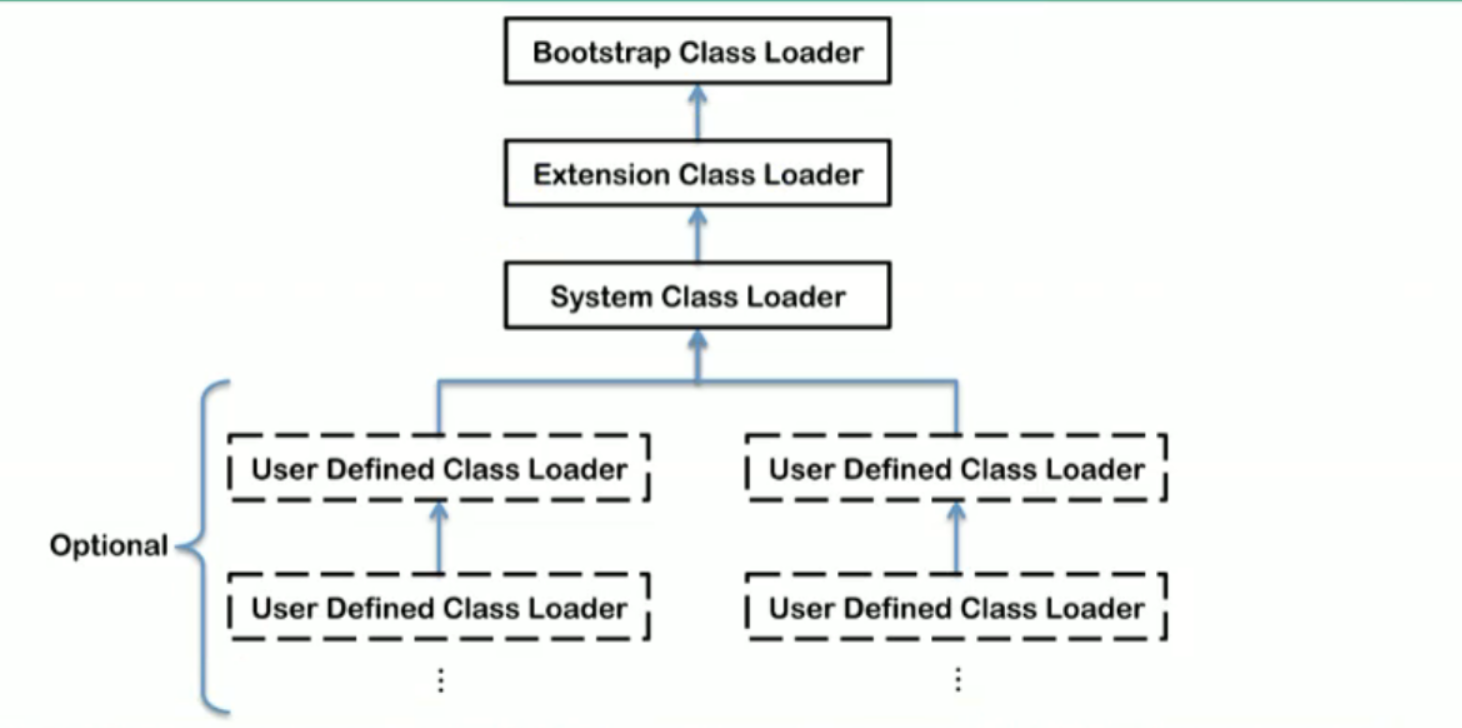 Bootstrap Class Loader
Extension Class Loader
System Class Loader
User Defined Class Loader
User Defined Class Loader
Optional
User Defined Class Loader
User Defined Class Loader
⋮
⋮